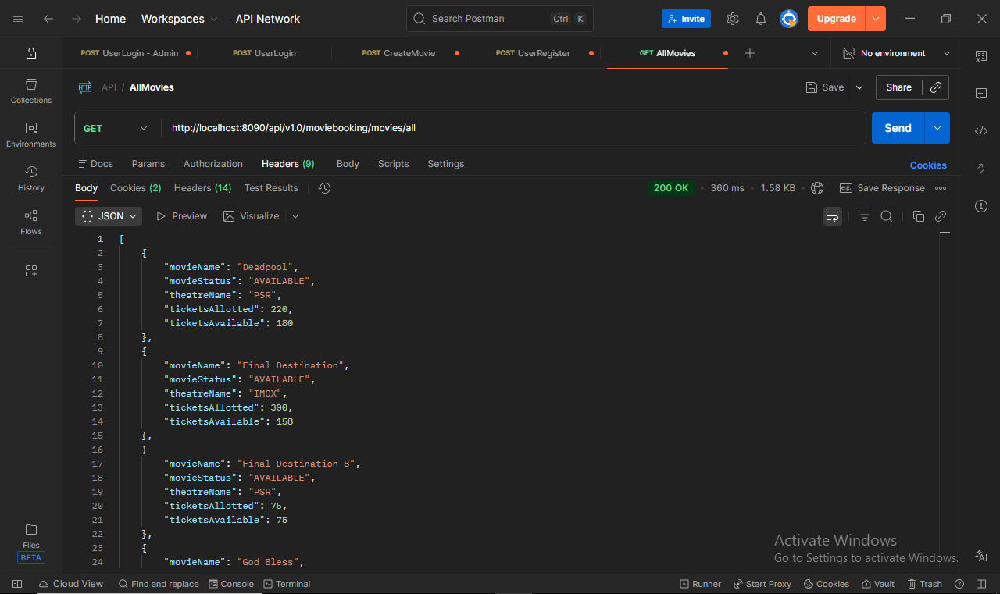 Home Workspaces API Network Search Postman Ctrl K Invite Upgrade
POST UserLogin - Admin POST UserLogin POST CreateMovie POST UserRegister GET AllMovies No environment
HTTP API / AllMovies Save Share
Collections
GET http://localhost:8090/api/v1.0/moviebooking/movies/all Send
Environments
Docs Params Authorization Headers (9) Body Scripts Settings Cookies
History
Body Cookies (2) Headers (14) Test Results 200 OK • 360 ms • 1.58 KB • e.g. Save Response
{} JSON Preview Visualize
Flows
1 [
2 {
3 "movieName": "Deadpool",
4 "movieStatus": "AVAILABLE",
5 "theatreName": "PSR",
6 "ticketsAllotted": 220,
7 "ticketsAvailable": 180
8 },
9 {
10 "movieName": "Final Destination",
11 "movieStatus": "AVAILABLE",
12 "theatreName": "IMOX",
13 "ticketsAllotted": 300,
14 "ticketsAvailable": 158
15 },
16 {
17 "movieName": "Final Destination 8",
18 "movieStatus": "AVAILABLE",
19 "theatreName": "PSR",
20 "ticketsAllotted": 75,
21 "ticketsAvailable": 75
22 },
23 {
24 "movieName": "God Bless",
Files
BETA
Activate Windows
Go to Settings to activate Windows.
AI
Cloud View Find and replace Console Terminal Runner Start Proxy Cookies Vault Trash